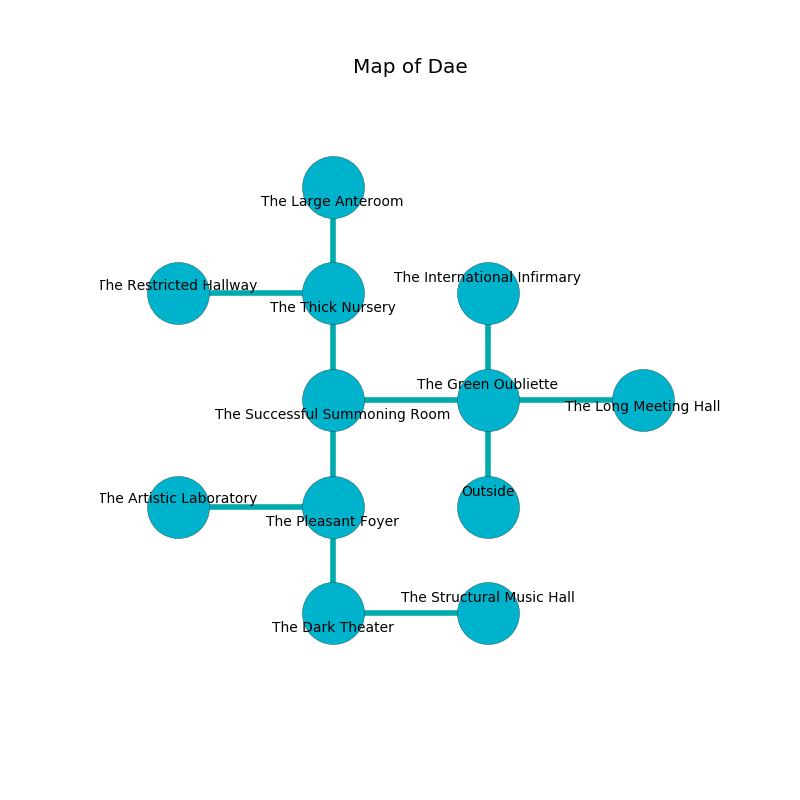 Map of Dae
The Large Anteroom
The International Infirmary
The Restricted Hallway
The Thick Nursery
The Green Oubliette
The Long Meeting Hall
The Successful Summoning Room
Outside
The Artistic Laboratory
The Pleasant Foyer
The Structural Music Hall
The Dark Theater